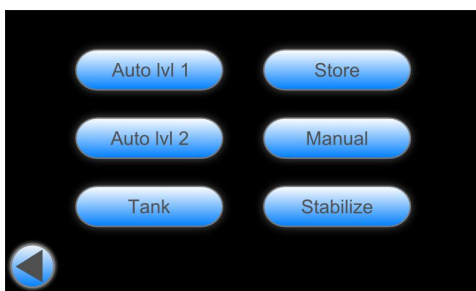 Auto lvl 1
Store
Auto lvl 2
Manual
Tank
Stabilize